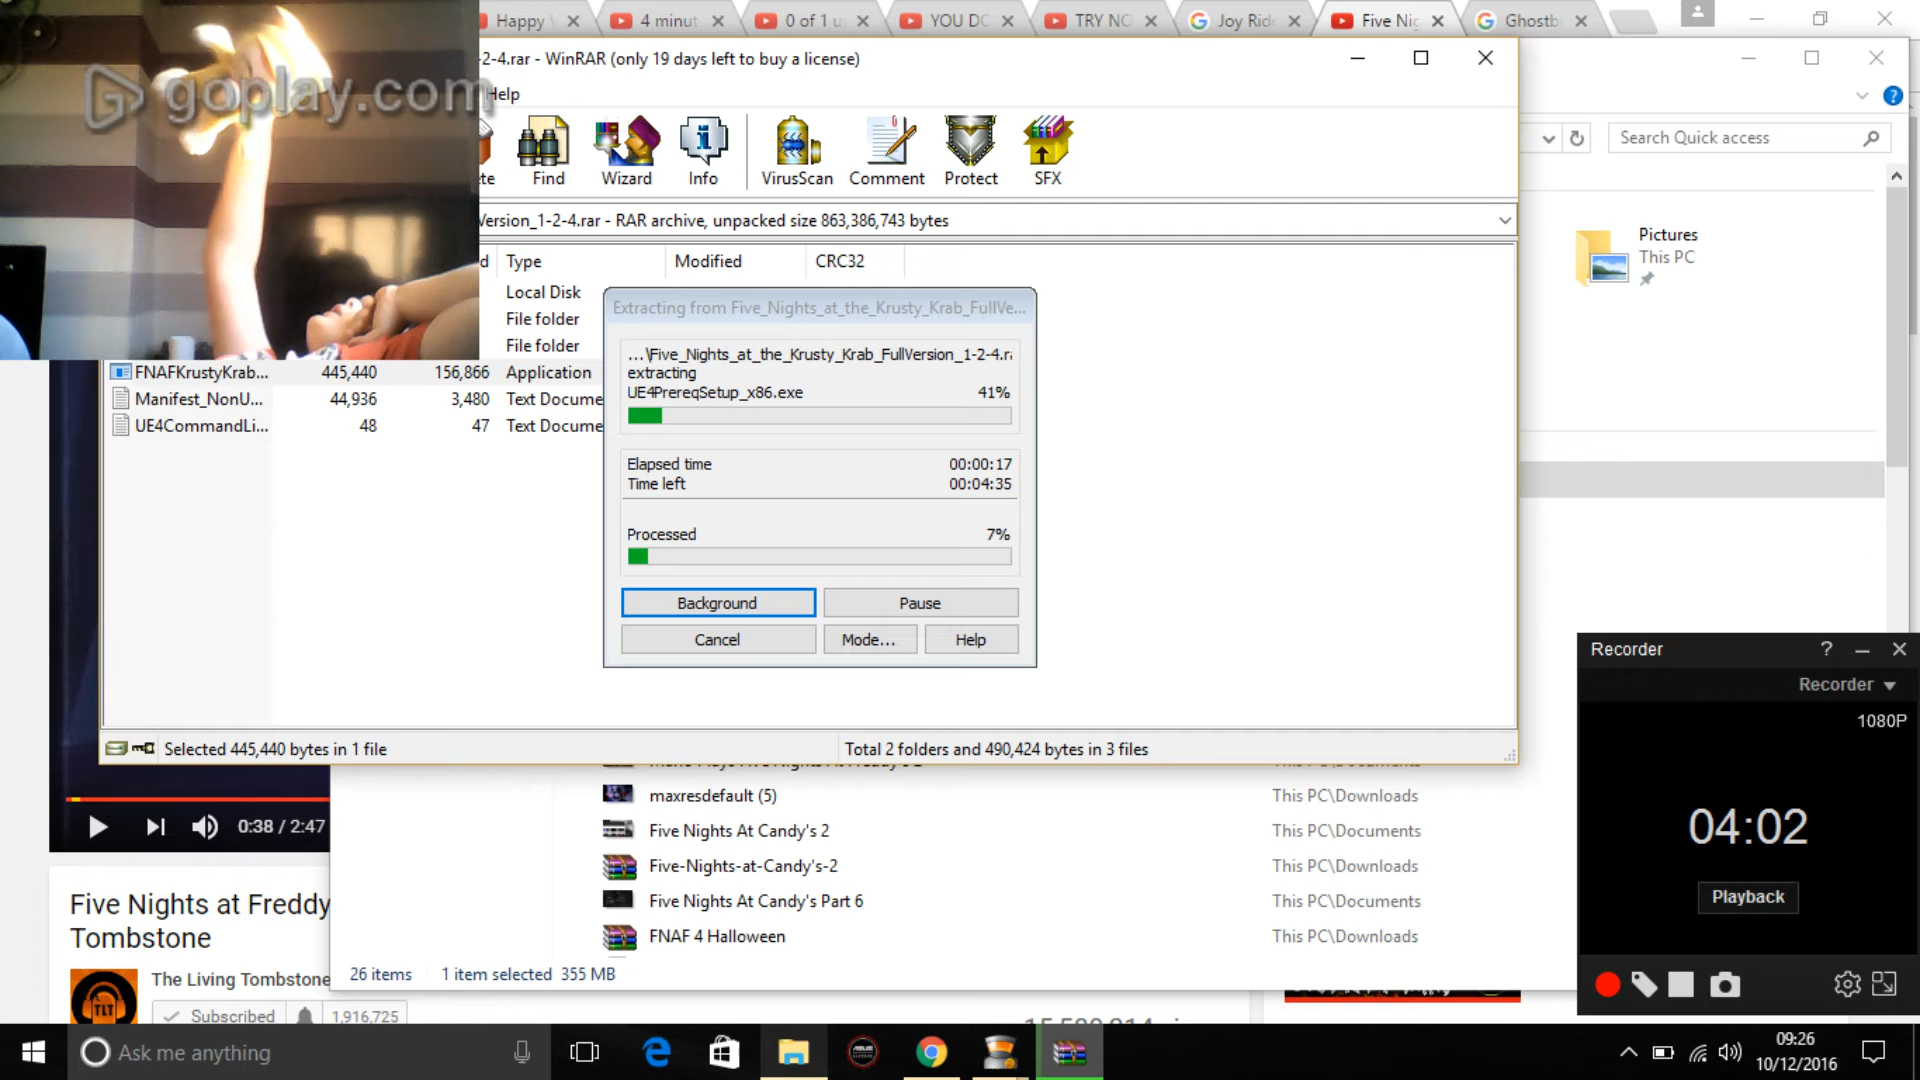 Happy
4 minut
0 of 1 u
YOU DO
TRY NO
Joy Rid
Five Nig
Ghostb
goplay.com
2-4.rar - WinRAR (only 19 days left to buy a license)
Help
Find
Wizard
Info
VirusScan
Comment
Protect
SFX
Search Quick access
Version_1-2-4.rar - RAR archive, unpacked size 863,386,743 bytes
Type
Modified
CRC32
Local Disk
File folder
File folder
FNAFKrustyKrab... 445,440 156,866 Application
Manifest_NonU... 44,936 3,480 Text Docume
UE4CommandLi... 48 47 Text Docume
Extracting from Five_Nights_at_the_Krusty_Krab_FullVe...
...\Five_Nights_at_the_Krusty_Krab_FullVersion_1-2-4.ra
extracting
UE4PrereqSetup_x86.exe 41%
Elapsed time 00:00:17
Time left 00:04:35
Processed 7%
Background
Pause
Cancel
Mode...
Help
Pictures
This PC
Selected 445,440 bytes in 1 file
Total 2 folders and 490,424 bytes in 3 files
maxresdefault (5) This PC\Downloads
Five Nights At Candy's 2 This PC\Documents
Five-Nights-at-Candy's-2 This PC\Downloads
Five Nights At Candy's Part 6 This PC\Documents
FNAF 4 Halloween This PC\Downloads
26 items 1 item selected 355 MB
0:38 / 2:47
Five Nights at Freddy
Tombstone
TLT
The Living Tombstone
Subscribed
1,916,725
Recorder
?
Recorder
1080P
04:02
Playback
Ask me anything
09:26
10/12/2016